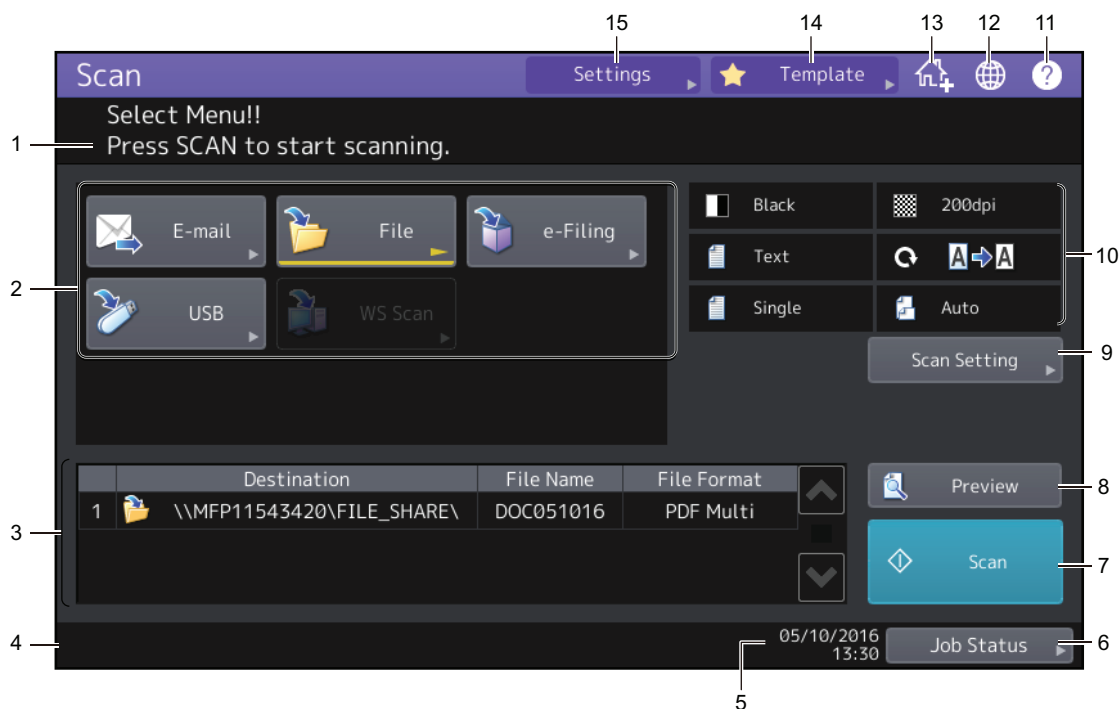 15 14 13 12 11
Scan Settings Template ?
Select Menu!!
1 Press SCAN to start scanning.
E-mail File e-Filing
Black 200dpi
Text A A 10
2 USB WS Scan
Single Auto
Scan Setting 9
Destination File Name File Format
Preview 8
1 \\MFP11543420\FILE_SHARE\ DOC051016 PDF Multi
3
Scan 7
4 05/10/2016
13:30
Job Status 6
5